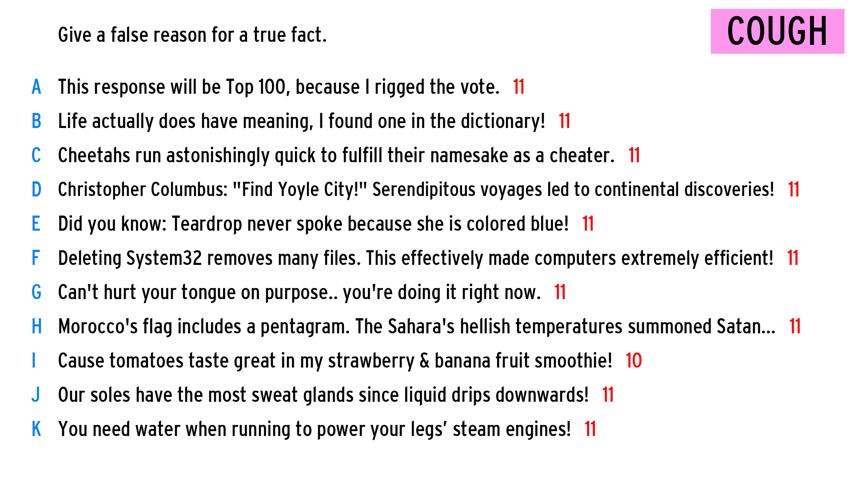 Give a false reason for a true fact.
COUGH
A This response will be Top 100, because I rigged the vote. 11
B Life actually does have meaning, I found one in the dictionary! 11
C Cheetahs run astonishingly quick to fulfill their namesake as a cheater. 11
D Christopher Columbus: "Find Yoyle City!" Serendipitous voyages led to continental discoveries! 11
E Did you know: Teardrop never spoke because she is colored blue! 11
F Deleting System32 removes many files. This effectively made computers extremely efficient! 11
G Can't hurt your tongue on purpose.. you're doing it right now. 11
H Morocco's flag includes a pentagram. The Sahara's hellish temperatures summoned Satan... 11
I Cause tomatoes taste great in my strawberry & banana fruit smoothie! 10
J Our soles have the most sweat glands since liquid drips downwards! 11
K You need water when running to power your legs’ steam engines! 11